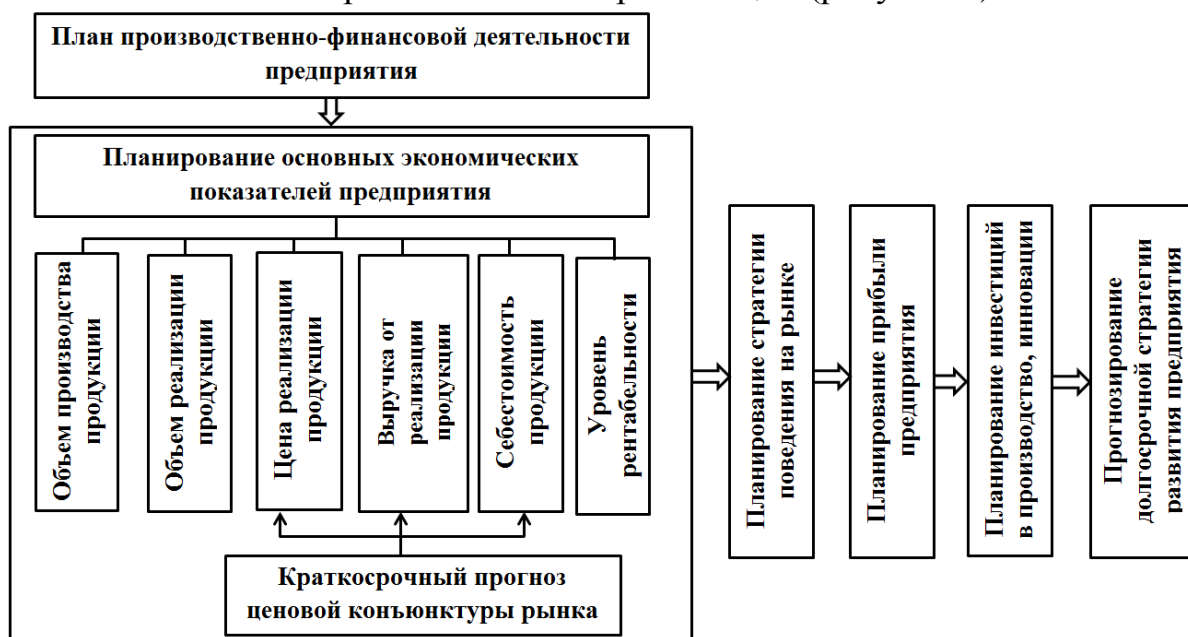 План производственно-финансовой деятельности
предприятия
Планирование основных экономических
показателей предприятия
Объем производства
продукции
Объем реализации
продукции
Цена реализации
продукции
Выручка от
реализации
продукции
Себестоимость
продукции
Уровень
рентабельности
Краткосрочный прогноз
ценовой конъюнктуры рынка
Планирование стратегии
поведения на рынке
Планирование прибыли
предприятия
Планирование инвестиций
в производство, инновации
Прогнозирование
долгосрочной стратегии
развития предприятия